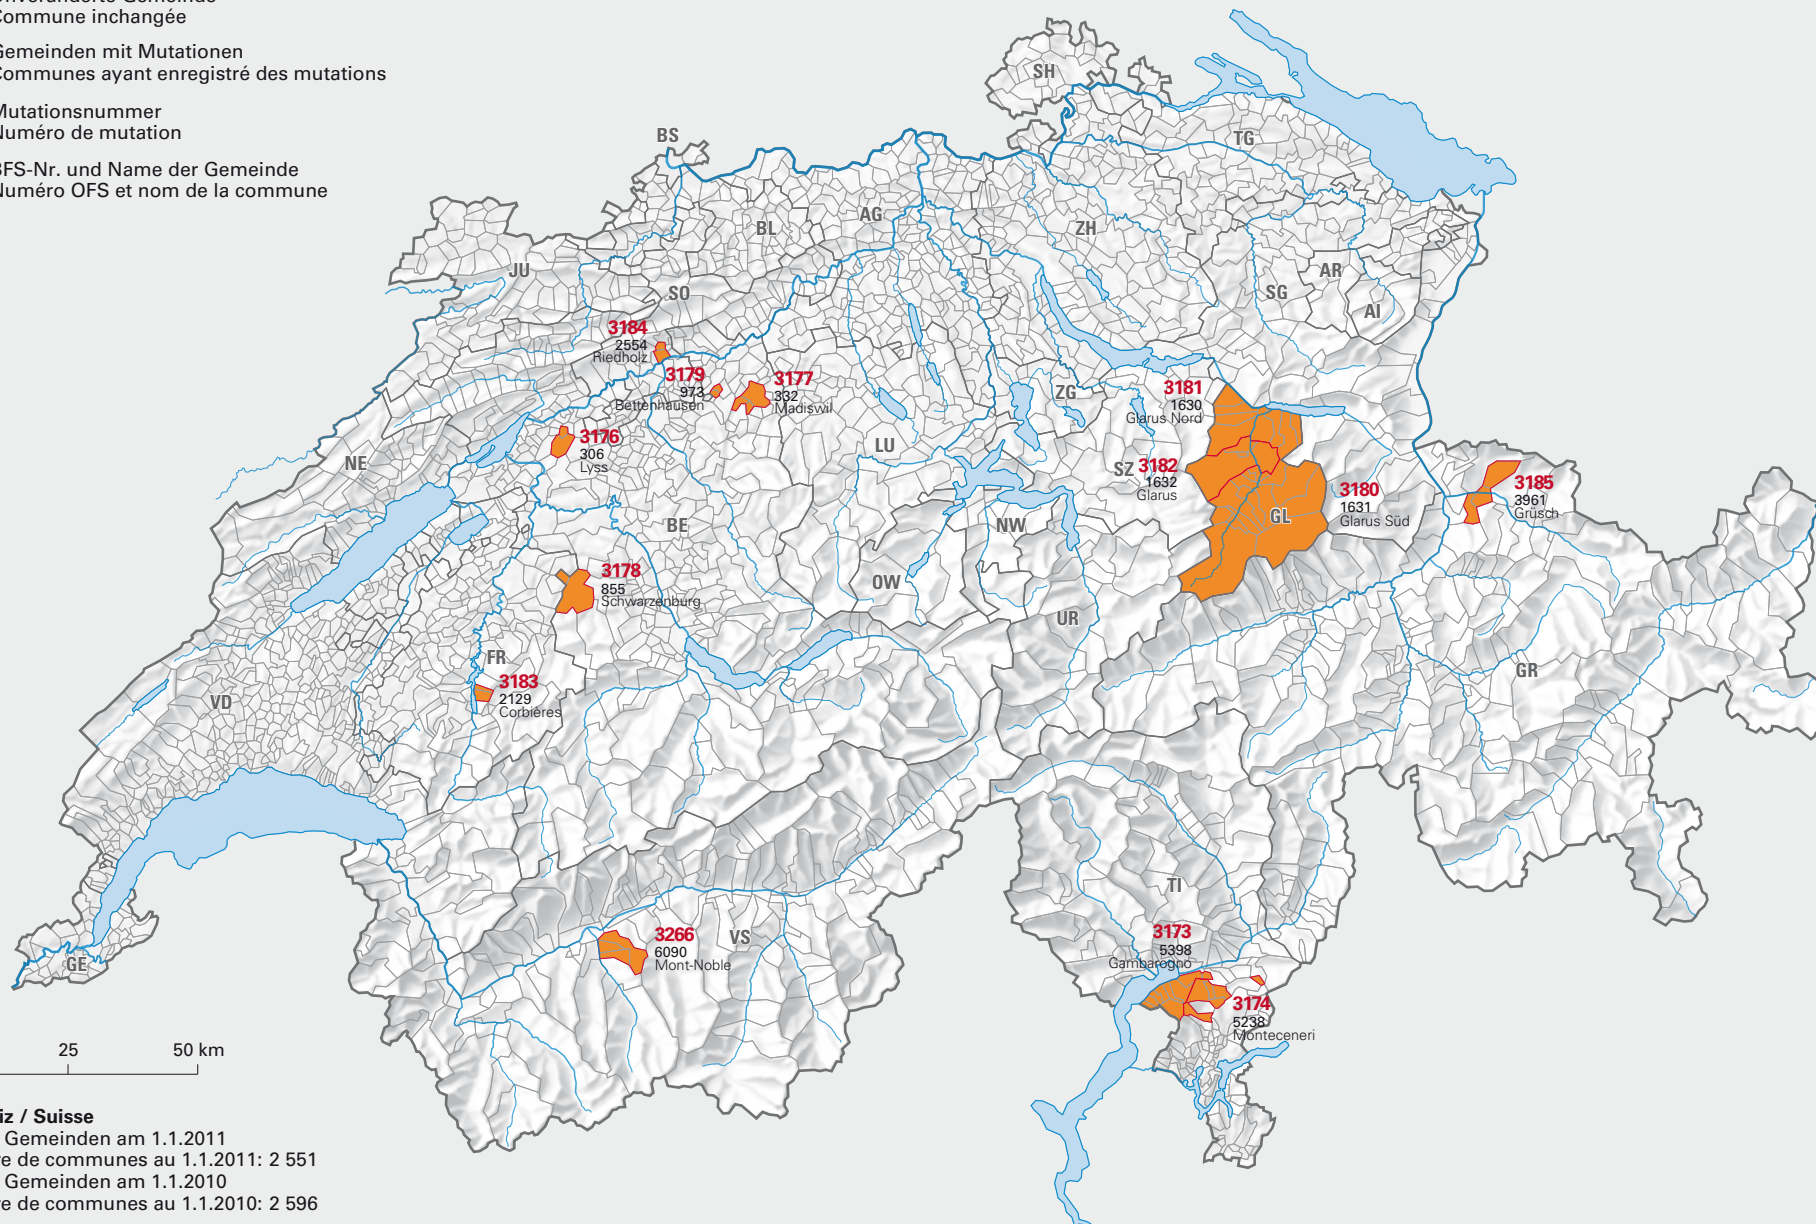 Commune inchangée
Gemeinden mit Mutationen
Communes ayant enregistré des mutations
Mutationsnummer
Numéro de mutation
BFS-Nr. und Name der Gemeinde
Numéro OFS et nom de la commune
SH
BS
TG
AG
BL
ZH
JU
SO
AR
SG
AI
3184
2554
Riedholz
3179
973
Bettenhausen
3177
332
Madiswil
ZG
3181
1630
Glarus Nord
3176
306
Lyss
LU
NE
SZ
3182
1632
Glarus
3180
1631
Glarus Süd
3185
3961
Grüsch
GL
BE
NW
3178
855
Schwarzenburg
OW
UR
FR
3183
2129
Corbières
VD
GR
TI
3266
6090
Mont-Noble
VS
3173
5398
Gambarogno
GE
3174
5238
Monteceneri
25 50 km
iz / Suisse
Gemeinden am 1.1.2011
re de communes au 1.1.2011: 2 551
Gemeinden am 1.1.2010
re de communes au 1.1.2010: 2 596